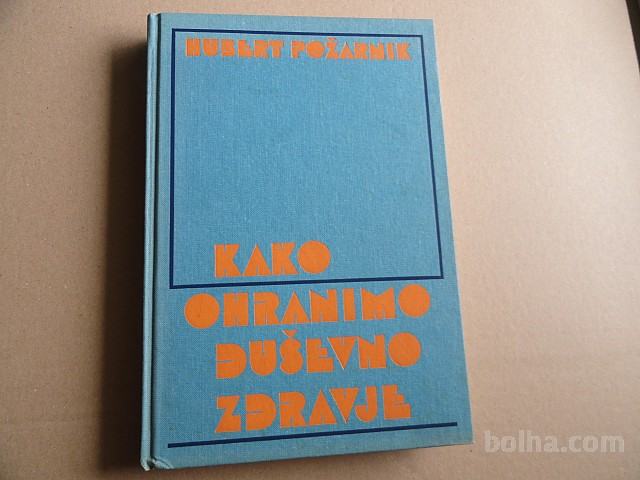 HUBERT POŽARNIK
KAKO
OHRANIMO
DUŠEVNO
ZDRAVJE
bolha.com